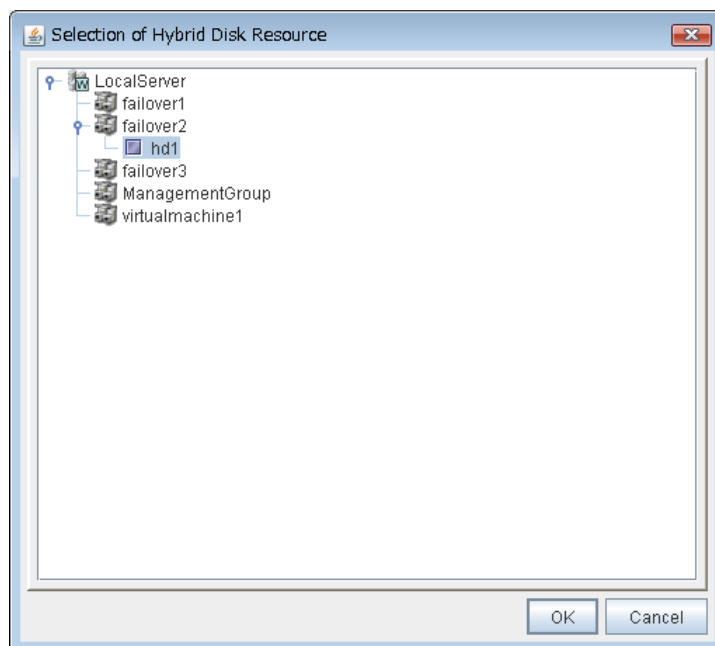 Selection of Hybrid Disk Resource
LocalServer
failover1
failover2
hd1
failover3
ManagementGroup
virtualmachine1
OK Cancel